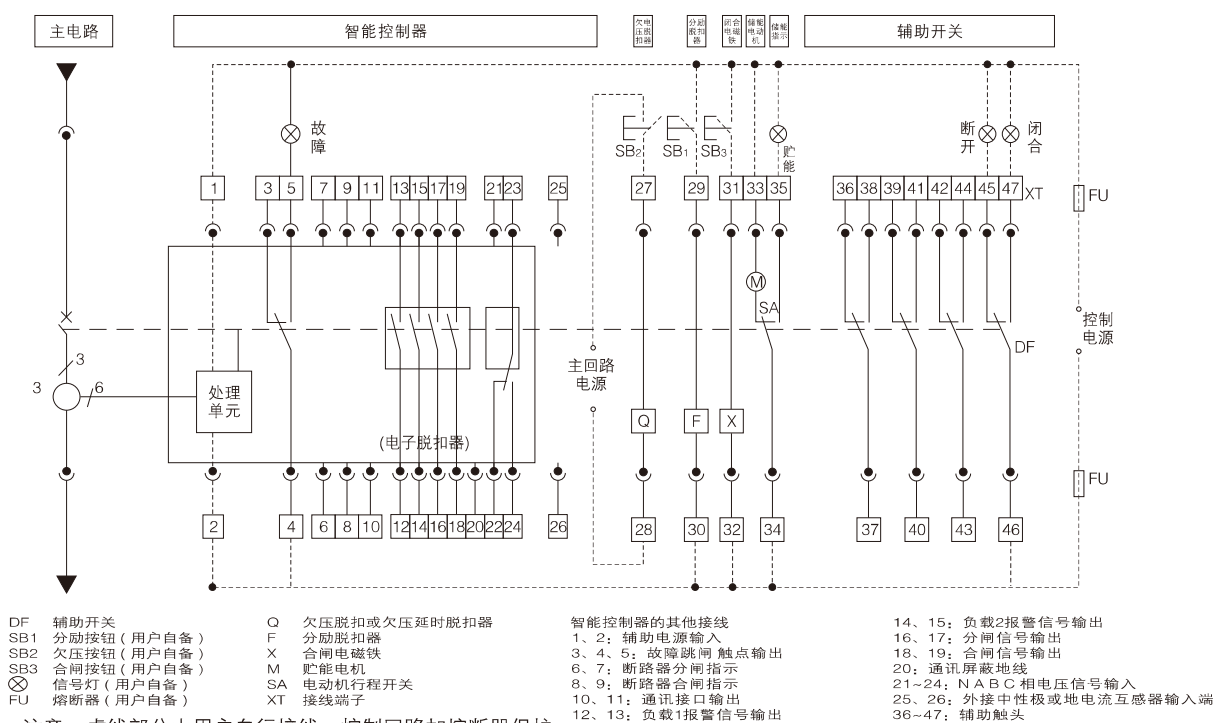 主电路
智能控制器
欠电压脱扣器
分励脱扣器
闭合电磁铁
储能电动机
储能指示
辅助开关
故障
断开
闭合
SB2
SB1
SB3
贮能
1
3 5
7 9 11
13 15 17 19
21 23
25
27
29
31 33 35
36 38 39 41 42 44 45 47 XT
FU
M
SA
控制电源
DF
主回路电源
3
3
6
处理单元
Q
F
X
(电子脱扣器)
FU
2
4
6 8 10
12 14 16 18 20 22 24
26
28
30
32
34
37
40
43
46
DF 辅助开关
SB1 分励按钮(用户自备)
SB2 欠压按钮(用户自备)
SB3 合闸按钮(用户自备)
信号灯(用户自备)
FU 熔断器(用户自备)
Q 欠压脱扣或欠压延时脱扣器
F 分励脱扣器
X 合闸电磁铁
M 贮能电机
SA 电动机行程开关
XT 接线端子
智能控制器的其他接线
1、2：辅助电源输入
3、4、5：故障跳闸 触点输出
6、7：断路器分闸指示
8、9：断路器合闸指示
10、11：通讯接口输出
12、13：负载1报警信号输出
14、15：负载2报警信号输出
16、17：分闸信号输出
18、19：合闸信号输出
20：通讯屏蔽地线
21~24：N A B C 相电压信号输入
25、26：外接中性极或地电流互感器输入端
36~47：辅助触头